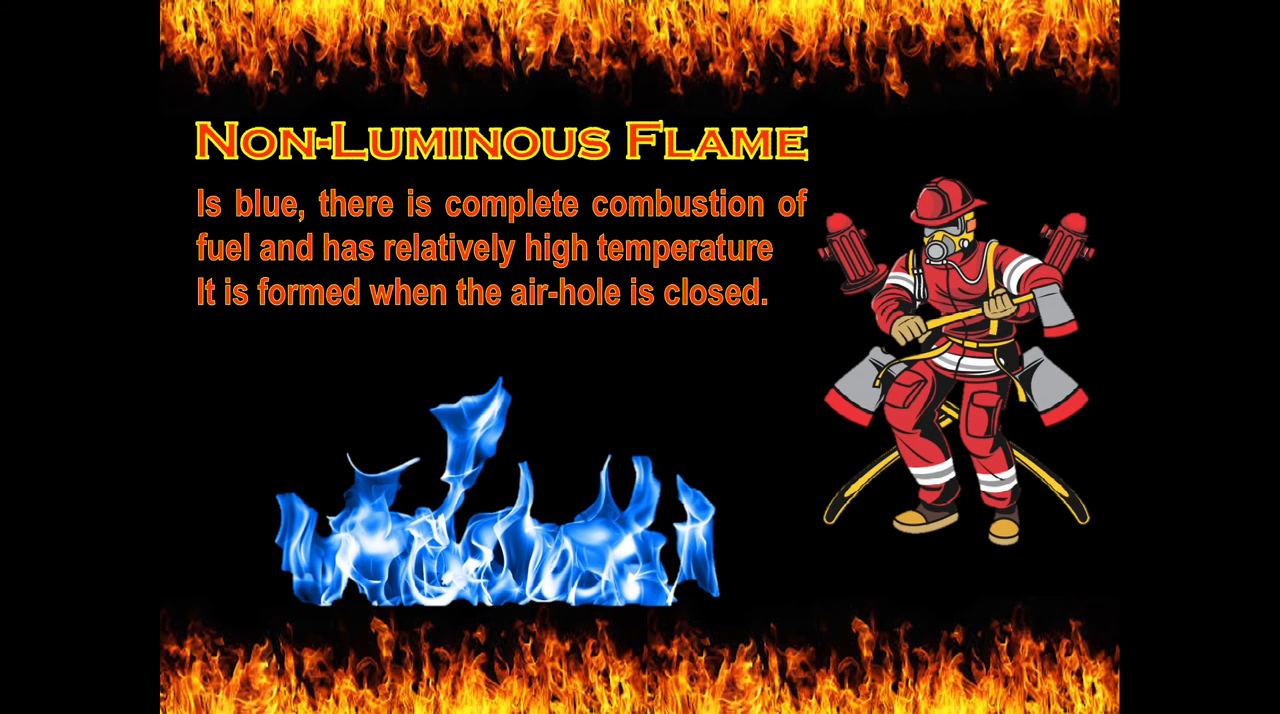 Non-Luminous Flame
Is blue, there is complete combustion of
fuel and has relatively high temperature
It is formed when the air-hole is closed.